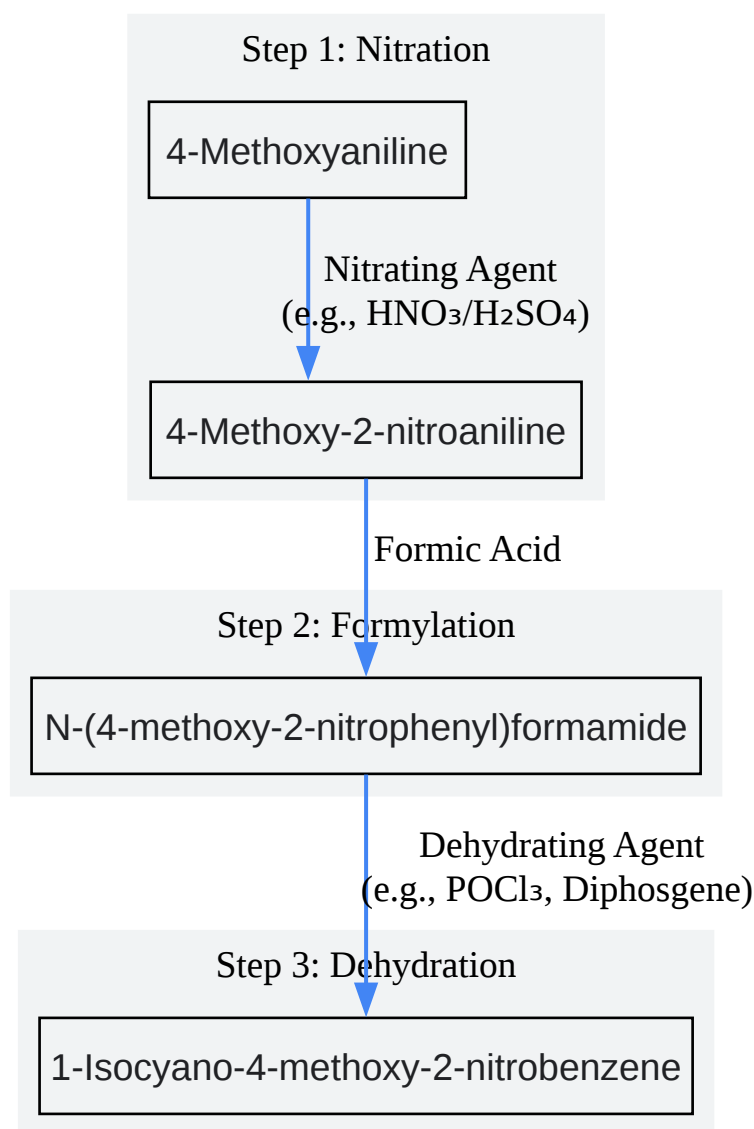 Step 1: Nitration
4-Methoxyaniline
Nitrating Agent
(e.g., HNO₃/H₂SO₄)
4-Methoxy-2-nitroaniline
Formic Acid
Step 2: Formylation
N-(4-methoxy-2-nitrophenyl)formamide
Dehydrating Agent
(e.g., POCl₃, Diphosgene)
Step 3: Dehydration
1-Isocyano-4-methoxy-2-nitrobenzene